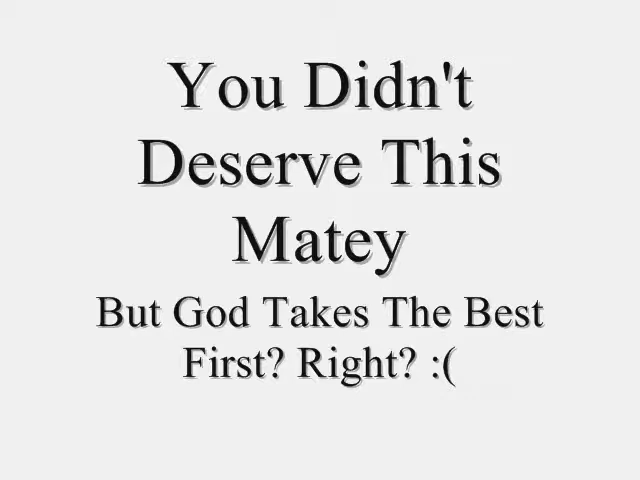 You Didn't
Deserve This
Matey
But God Takes The Best
First? Right? :(